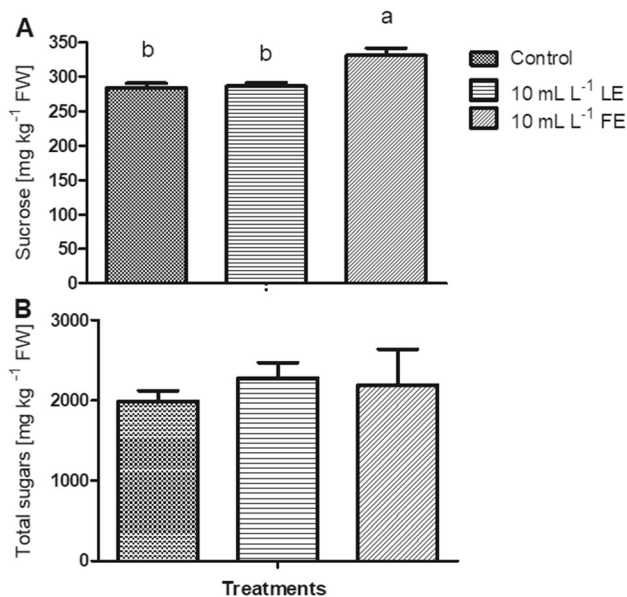 A
b
b
a
Sucrose [mg kg⁻¹ FW]
350
300
250
200
150
100
50
0
Control
10 mL L⁻¹ LE
10 mL L⁻¹ FE
B
Total sugars [mg kg⁻¹ FW]
3000
2000
1000
0
Treatments